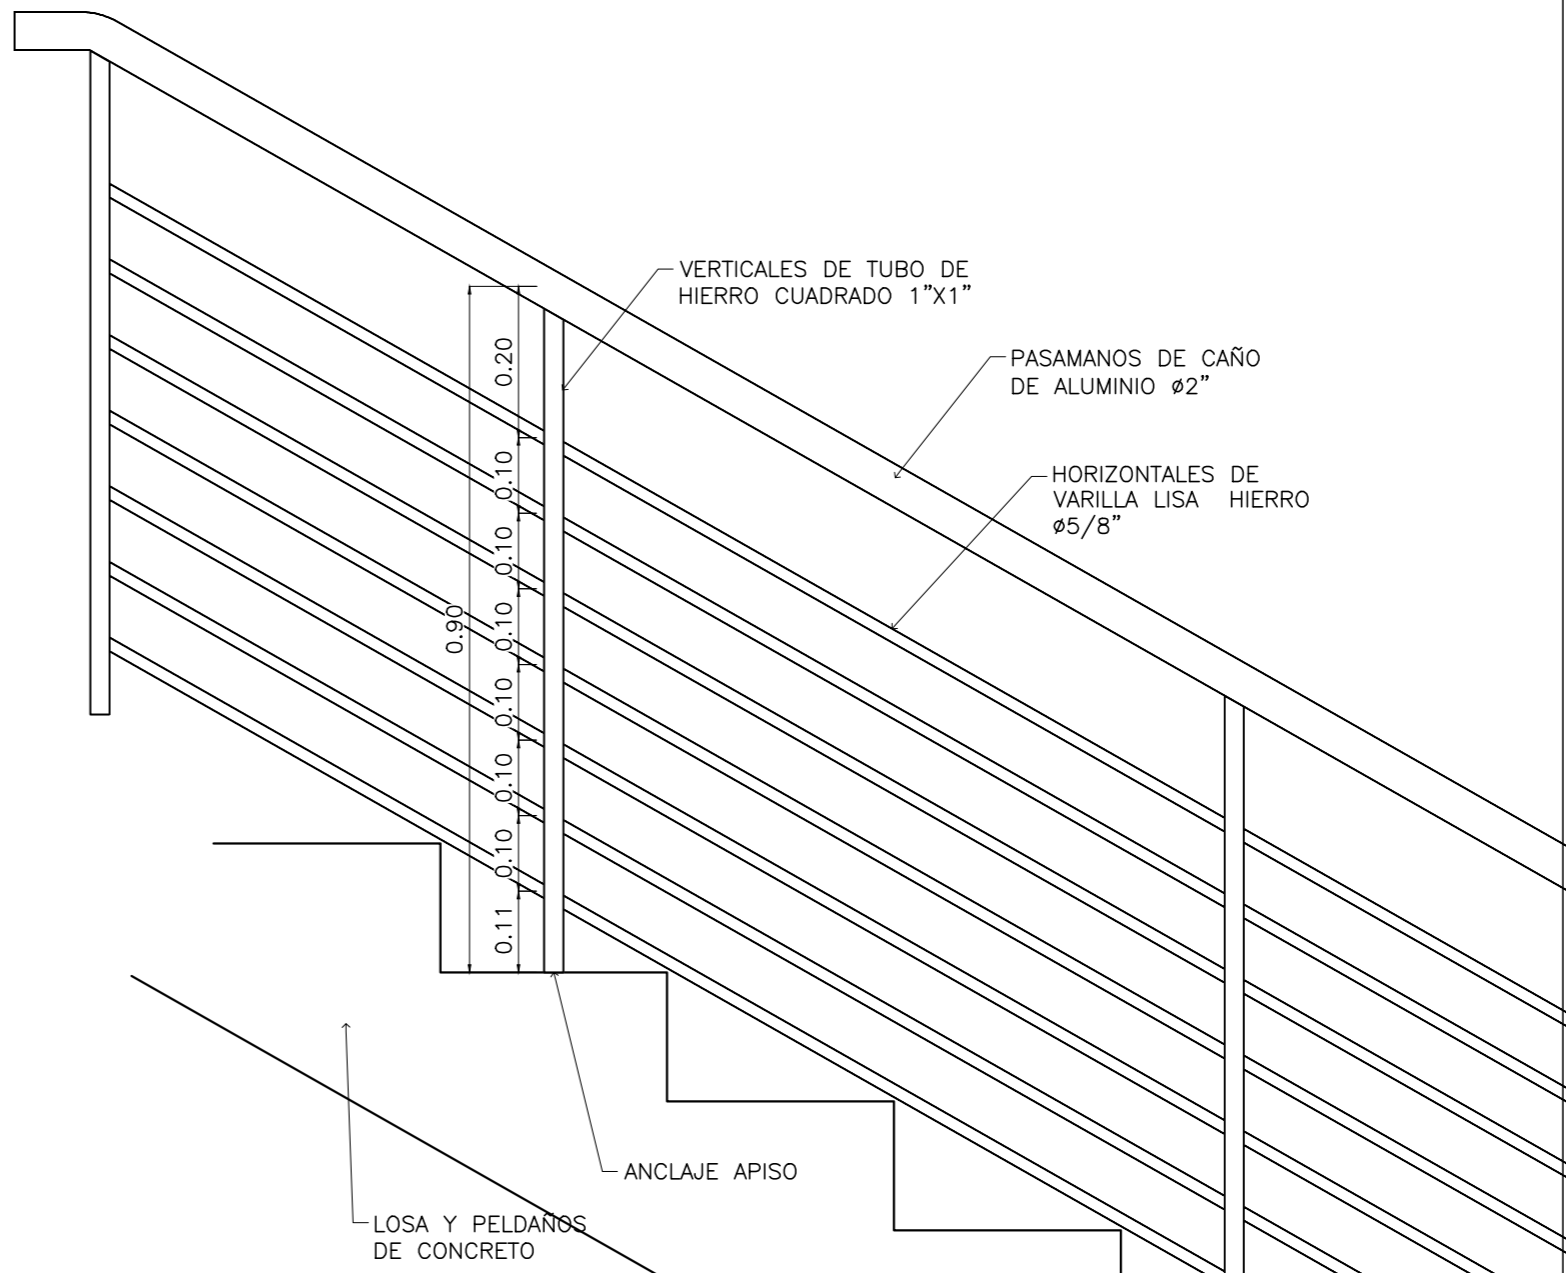 VERTICALES DE TUBO DE
HIERRO CUADRADO 1”X1”
PASAMANOS DE CAÑO
DE ALUMINIO ø2”
HORIZONTALES DE
VARILLA LISA HIERRO
ø5/8”
0.90
0.20
0.10
0.10
0.10
0.10
0.10
0.10
0.11
ANCLAJE APISO
LOSA Y PELDAÑOS
DE CONCRETO